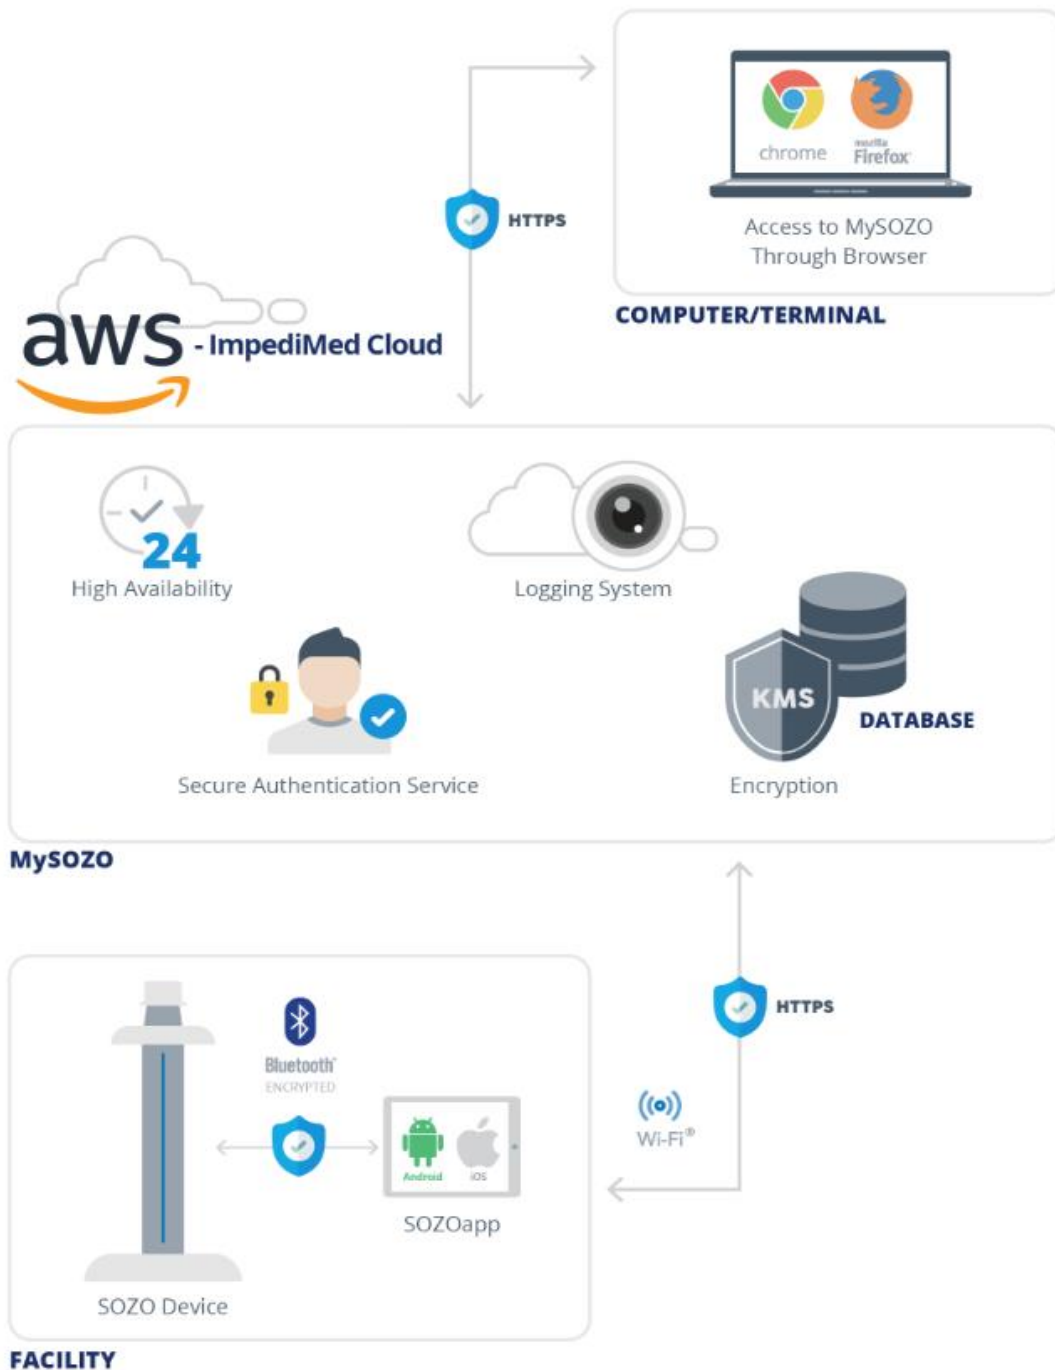 chrome
mozilla
Firefox
Access to MySOZO
Through Browser
HTTPS
COMPUTER/TERMINAL
aws - ImpediMed Cloud
24
High Availability
Logging System
KMS
DATABASE
Secure Authentication Service
Encryption
MySOZO
HTTPS
Bluetooth®
ENCRYPTED
Wi-Fi®
Android
iOS
SOZOapp
SOZO Device
FACILITY